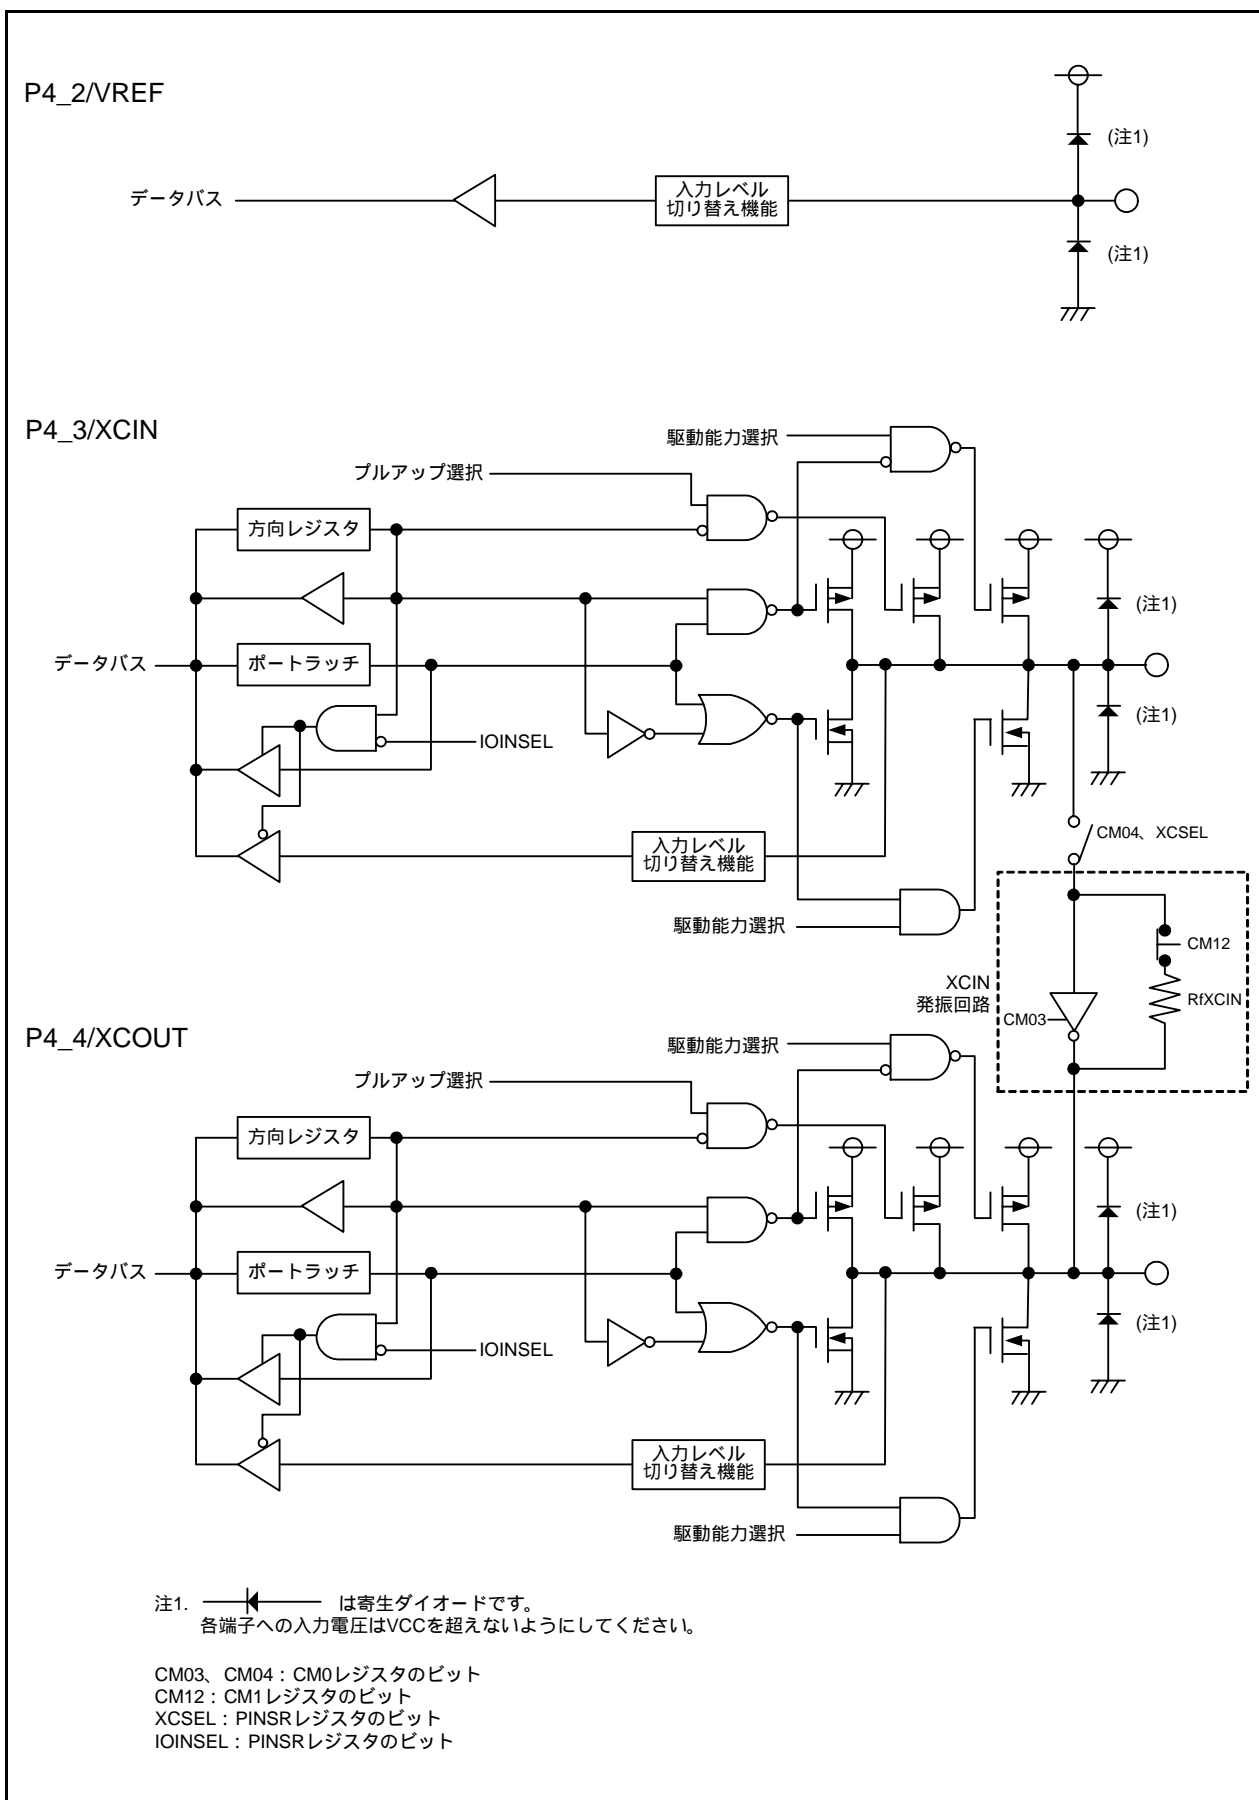 P4_2/VREF
(注1)
データバス
入力レベル
切り替え機能
(注1)
P4_3/XCIN
駆動能力選択
プルアップ選択
方向レジスタ
(注1)
データバス
ポートラッチ
(注1)
IOINSEL
CM04、XCSEL
入力レベル
切り替え機能
駆動能力選択
CM12
XCIN
発振回路
RfXCIN
CM03
P4_4/XCOUT
駆動能力選択
プルアップ選択
方向レジスタ
(注1)
データバス
ポートラッチ
(注1)
IOINSEL
入力レベル
切り替え機能
駆動能力選択
注1. は寄生ダイオードです。
各端子への入力電圧はVCCを超えないようにしてください。
CM03、CM04：CM0レジスタのビット
CM12：CM1レジスタのビット
XCSEL：PINSRレジスタのビット
IOINSEL：PINSRレジスタのビット